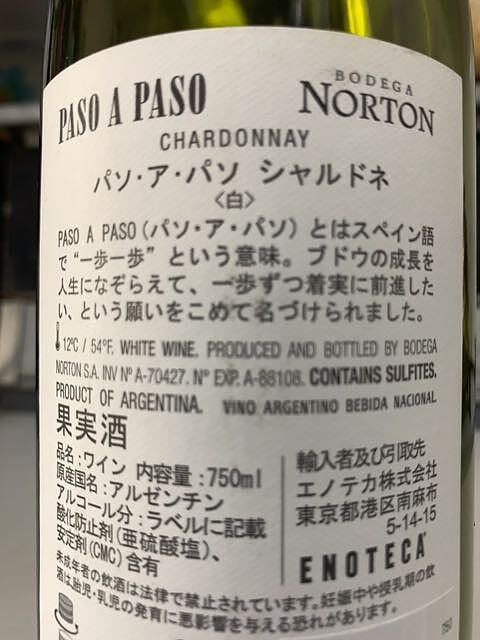 PASO A PASO
BODEGA
NORTON
CHARDONNAY
パソ・ア・パソ シャルドネ
〈白〉
PASO A PASO(パソ・ア・パソ)とはスペイン語
で“一歩一歩”という意味。ブドウの成長を
人生になぞらえて、一歩ずつ着実に前進した
い、という願いをこめて名づけられました。
12ºC / 54ºF. WHITE WINE. PRODUCED AND BOTTLED BY BODEGA
NORTON S.A. INV Nº A-70427. Nº EXP. A-88108. CONTAINS SULFITES.
PRODUCT OF ARGENTINA. VINO ARGENTINO BEBIDA NACIONAL
果実酒
品名:ワイン 内容量:750ml
原産国名:アルゼンチン
アルコール分:ラベルに記載
酸化防止剤(亜硫酸塩)、
安定剤(CMC)含有
輸入者及び引取先
エノテカ株式会社
東京都港区南麻布
5-14-15
ENOTECA
未成年者の飲酒は法律で禁止されています。妊娠中や授乳期の飲
酒は、胎児・乳児の発育に悪影響を与える恐れがあります。